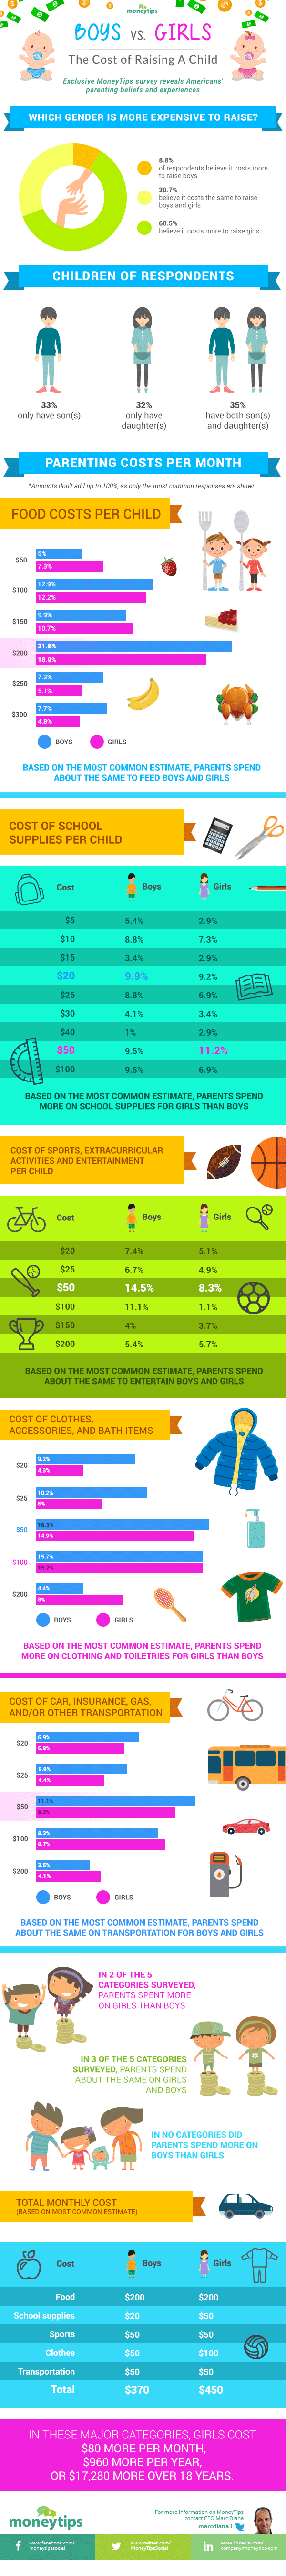 moneytips
BOYS VS. GIRLS
The Cost of Raising A Child
Exclusive MoneyTips survey reveals Americans'
parenting beliefs and experiences
WHICH GENDER IS MORE EXPENSIVE TO RAISE?
8.8%
of respondents believe it costs more
to raise boys
30.7%
believe it costs the same to raise
boys and girls
60.5%
believe it costs more to raise girls
CHILDREN OF RESPONDENTS
33%
only have son(s)
32%
only have
daughter(s)
35%
have both son(s)
and daughter(s)
PARENTING COSTS PER MONTH
*Amounts don't add up to 100%, as only the most common responses are shown
FOOD COSTS PER CHILD
$50
5%
7.3%
$100
12.9%
12.2%
$150
9.9%
10.7%
$200
21.8%
18.9%
$250
7.3%
5.1%
$300
7.7%
4.8%
BOYS GIRLS
BASED ON THE MOST COMMON ESTIMATE, PARENTS SPEND
ABOUT THE SAME TO FEED BOYS AND GIRLS
COST OF SCHOOL
SUPPLIES PER CHILD
Cost Boys Girls
$5 5.4% 2.9%
$10 8.8% 7.3%
$15 3.4% 2.9%
$20 9.9% 9.2%
$25 8.8% 6.9%
$30 4.1% 3.4%
$40 1% 2.9%
$50 9.5% 11.2%
$100 9.5% 6.9%
BASED ON THE MOST COMMON ESTIMATE, PARENTS SPEND
MORE ON SCHOOL SUPPLIES FOR GIRLS THAN BOYS
COST OF SPORTS, EXTRACURRICULAR
ACTIVITIES AND ENTERTAINMENT
PER CHILD
Cost Boys Girls
$20 7.4% 5.1%
$25 6.7% 4.9%
$50 14.5% 8.3%
$100 11.1% 1.1%
$150 4% 3.7%
$200 5.4% 5.7%
BASED ON THE MOST COMMON ESTIMATE, PARENTS SPEND
ABOUT THE SAME TO ENTERTAIN BOYS AND GIRLS
COST OF CLOTHES,
ACCESSORIES, AND BATH ITEMS
$20
9.2%
4.3%
$25
10.2%
6%
$50
16.3%
14.9%
$100
15.7%
15.7%
$200
4.4%
8%
BOYS GIRLS
BASED ON THE MOST COMMON ESTIMATE, PARENTS SPEND
MORE ON CLOTHING AND TOILETRIES FOR GIRLS THAN BOYS
COST OF CAR, INSURANCE, GAS,
AND/OR OTHER TRANSPORTATION
$20
6.9%
5.8%
$25
5.9%
4.4%
$50
11.1%
9.3%
$100
8.3%
8.7%
$200
3.5%
4.1%
BOYS GIRLS
BASED ON THE MOST COMMON ESTIMATE, PARENTS SPEND
ABOUT THE SAME ON TRANSPORTATION FOR BOYS AND GIRLS
IN 2 OF THE 5
CATEGORIES SURVEYED,
PARENTS SPENT MORE
ON GIRLS THAN BOYS
IN 3 OF THE 5 CATEGORIES
SURVEYED, PARENTS SPEND
ABOUT THE SAME ON GIRLS
AND BOYS
IN NO CATEGORIES DID
PARENTS SPEND MORE ON
BOYS THAN GIRLS
TOTAL MONTHLY COST
(BASED ON MOST COMMON ESTIMATE)
Cost Boys Girls
Food $200 $200
School supplies $20 $50
Sports $50 $50
Clothes $50 $100
Transportation $50 $50
Total $370 $450
IN THESE MAJOR CATEGORIES, GIRLS COST
$80 MORE PER MONTH,
$960 MORE PER YEAR,
OR $17,280 MORE OVER 18 YEARS.
moneytips
For more information on MoneyTips
contact CEO Marc Diana
marcdiana1
www.facebook.com/
moneytipssocial
www.twitter.com/
MoneyTipsSocial
www.linkedin.com/
company/moneytips-com